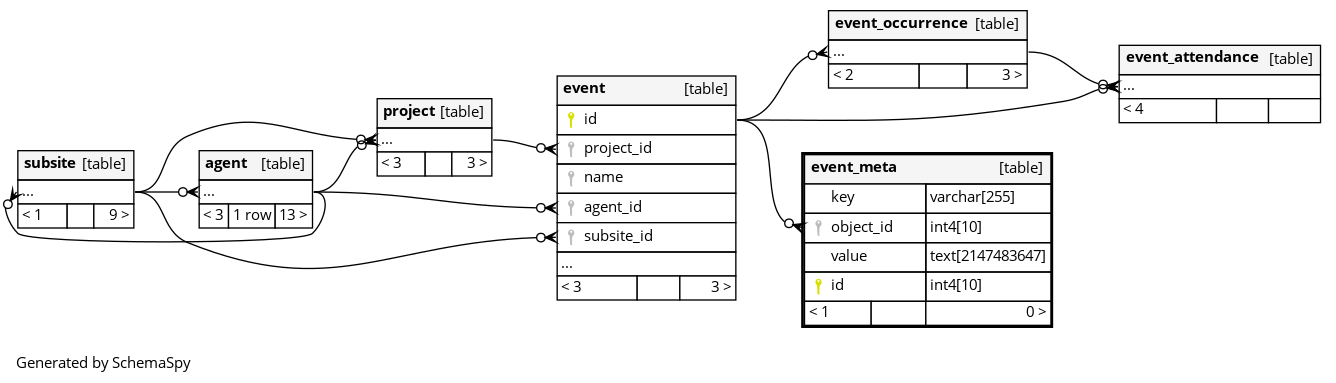 event_occurrence [table]
...
< 2 3 >
event_attendance [table]
...
< 4
event [table]
id
project_id
name
agent_id
subsite_id
...
< 3 3 >
project [table]
...
< 3 3 >
subsite [table]
...
< 1 9 >
agent [table]
...
< 3 1 row 13 >
event_meta [table]
key varchar[255]
object_id int4[10]
value text[2147483647]
id int4[10]
< 1 0 >
Generated by SchemaSpy